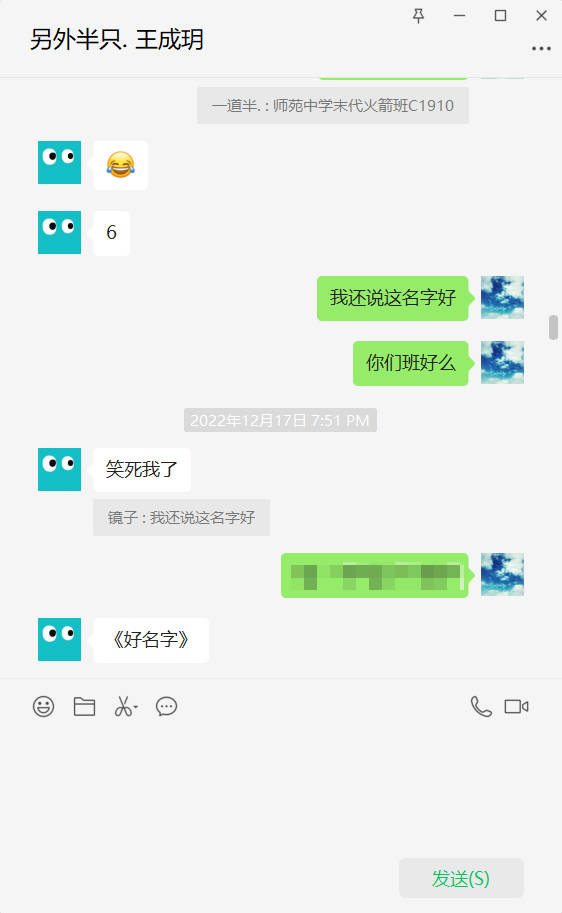 另外半只. 王成玥
一道半. : 师苑中学末代火箭班C1910
😂
6
我还说这名字好
你们班好么
2022年12月17日 7:51 PM
笑死我了
镜子 : 我还说这名字好
《好名字》
发送(S)